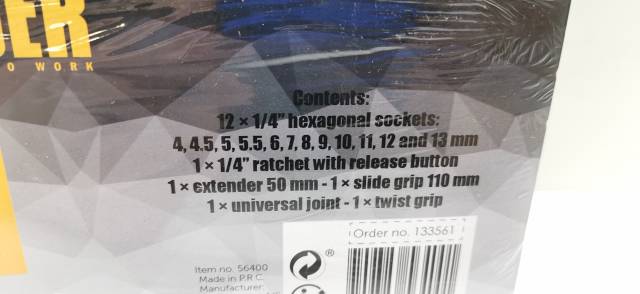 DER
O WORK
Contents:
12 × 1/4" hexagonal sockets:
4, 4.5, 5, 5.5, 6, 7, 8, 9, 10, 11, 12 and 13 mm
1 × 1/4" ratchet with release button
1 × extender 50 mm - 1 × slide grip 110 mm
1 × universal joint - 1 × twist grip
Order no. 133561
®
Item no. 56400
Made in P.R.C.
Manufacturer: